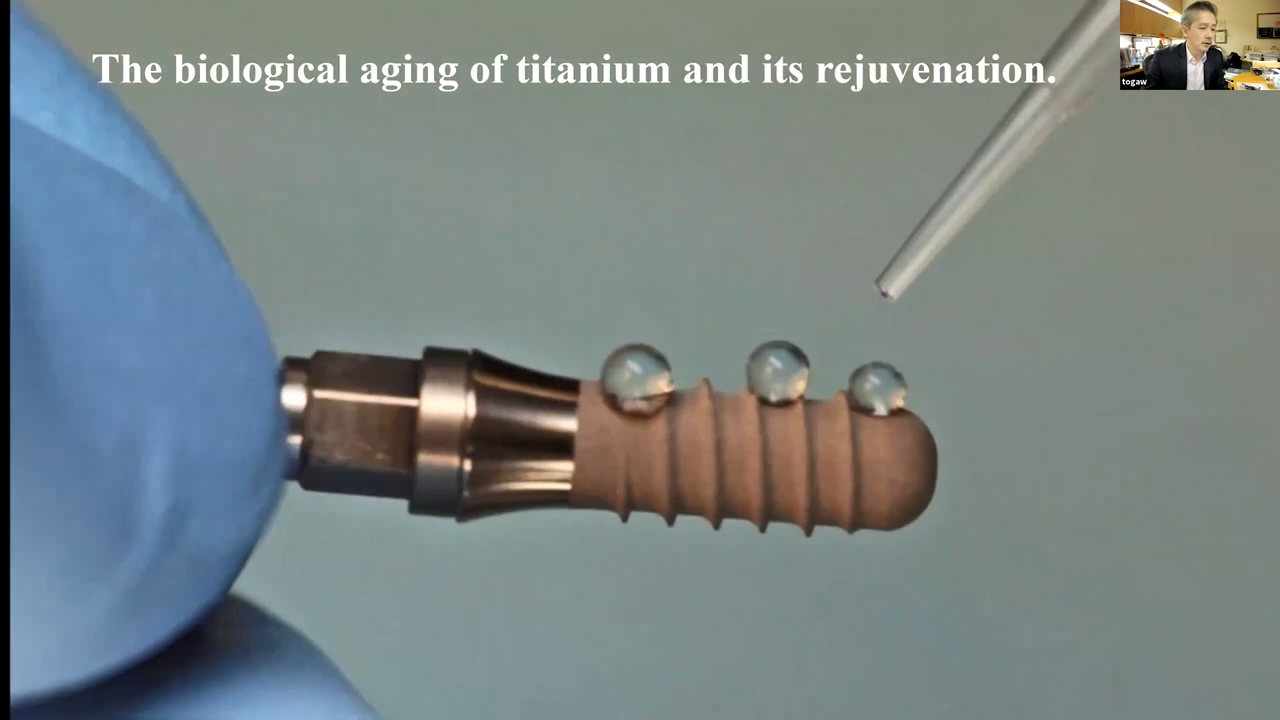 The biological aging of titanium and its rejuvenation.
togaw